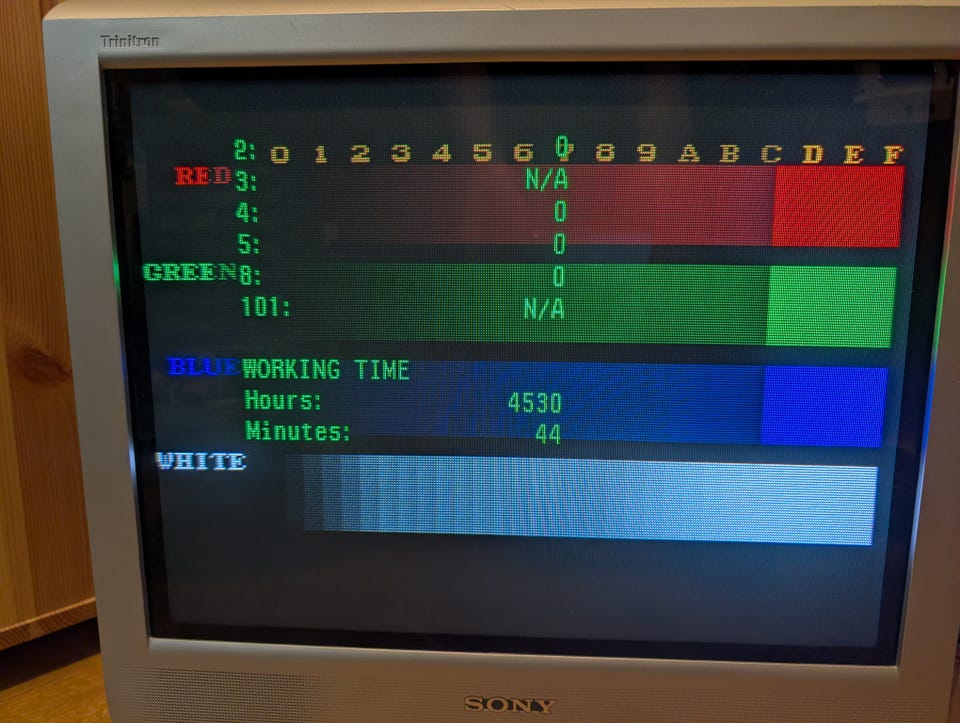 Trinitron
2: 0
0 1 2 3 4 5 6 7 8 9 A B C D E F
RED
3: N/A
4: 0
5: 0
GREEN
8: 0
101: N/A
BLUE
WORKING TIME
Hours: 4530
Minutes: 44
WHITE
SONY